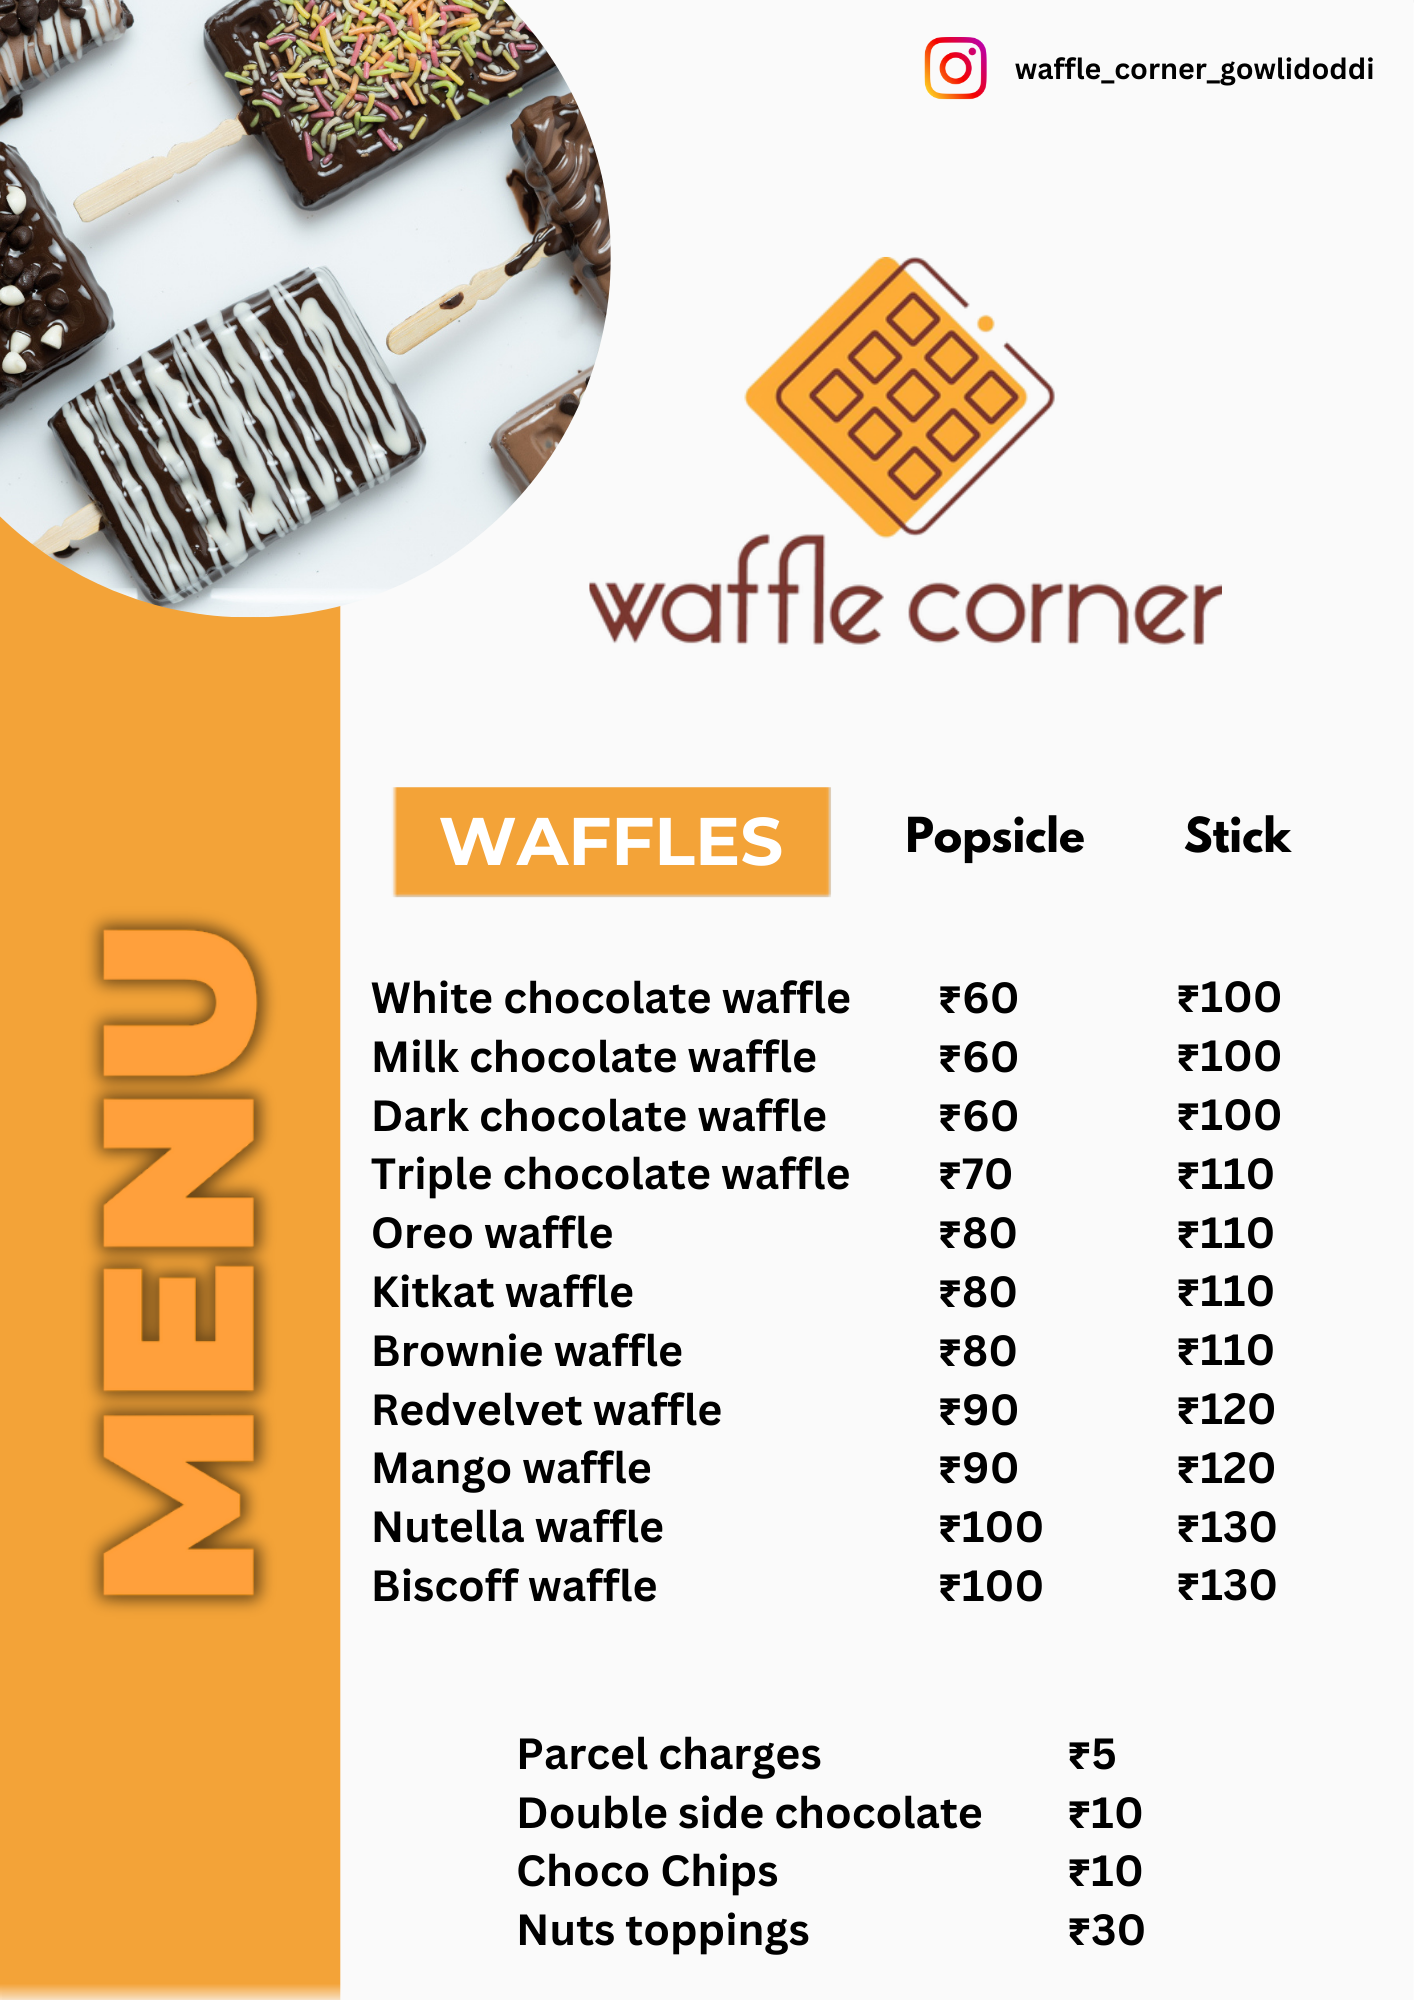 waffle_corner_gowlidoddi
waffle corner
MENU
WAFFLES Popsicle Stick
White chocolate waffle ₹60 ₹100
Milk chocolate waffle ₹60 ₹100
Dark chocolate waffle ₹60 ₹100
Triple chocolate waffle ₹70 ₹110
Oreo waffle ₹80 ₹110
Kitkat waffle ₹80 ₹110
Brownie waffle ₹80 ₹110
Redvelvet waffle ₹90 ₹120
Mango waffle ₹90 ₹120
Nutella waffle ₹100 ₹130
Biscoff waffle ₹100 ₹130
Parcel charges ₹5
Double side chocolate ₹10
Choco Chips ₹10
Nuts toppings ₹30